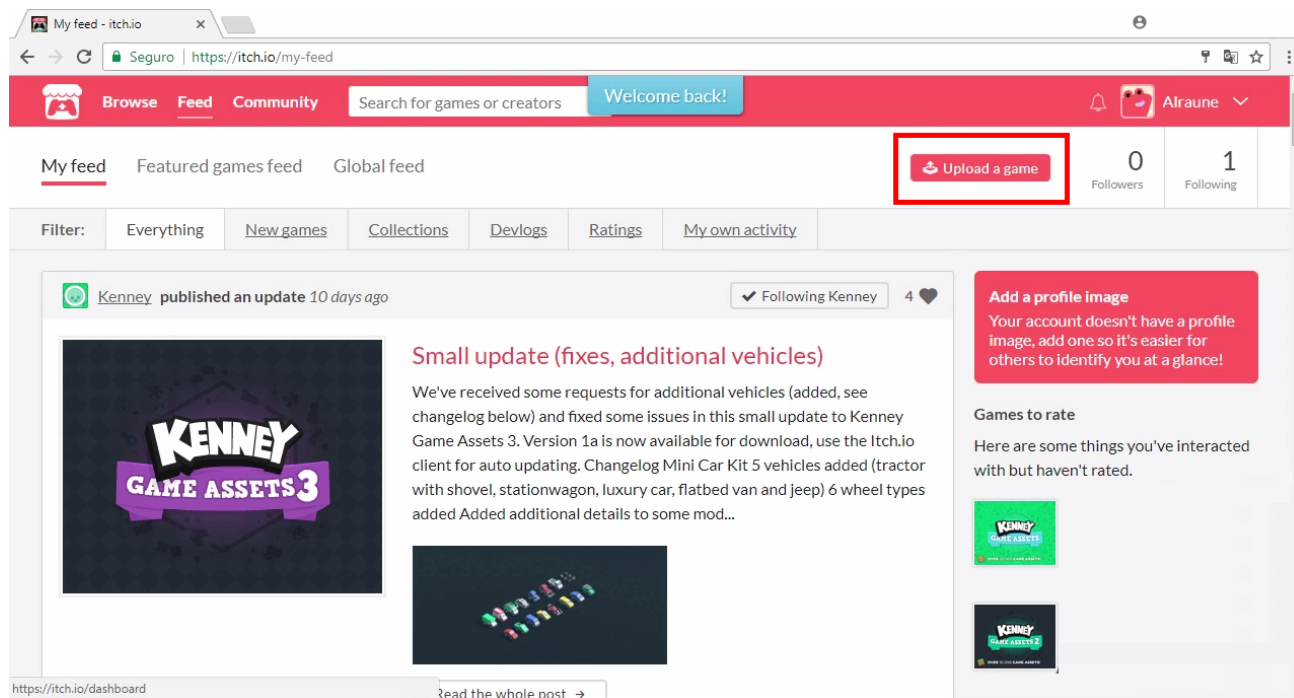 My feed - itch.io
Seguro | https://itch.io/my-feed
Browse Feed Community Search for games or creators Welcome back! Alraune
My feed Featured games feed Global feed Upload a game 0 Followers 1 Following
Filter: Everything New games Collections Devlogs Ratings My own activity
Kenney published an update 10 days ago Following Kenney 4
KENNEY
GAME ASSETS 3
Small update (fixes, additional vehicles)
We've received some requests for additional vehicles (added, see
changelog below) and fixed some issues in this small update to Kenney
Game Assets 3. Version 1a is now available for download, use the Itch.io
client for auto updating. Changelog Mini Car Kit 5 vehicles added (tractor
with shovel, stationwagon, luxury car, flatbed van and jeep) 6 wheel types
added Added additional details to some mod...
Read the whole post →
Add a profile image
Your account doesn't have a profile
image, add one so it's easier for
others to identify you at a glance!
Games to rate
Here are some things you've interacted
with but haven't rated.
KENNEY
GAME ASSETS
KENNEY
GAME ASSETS 2
https://itch.io/dashboard